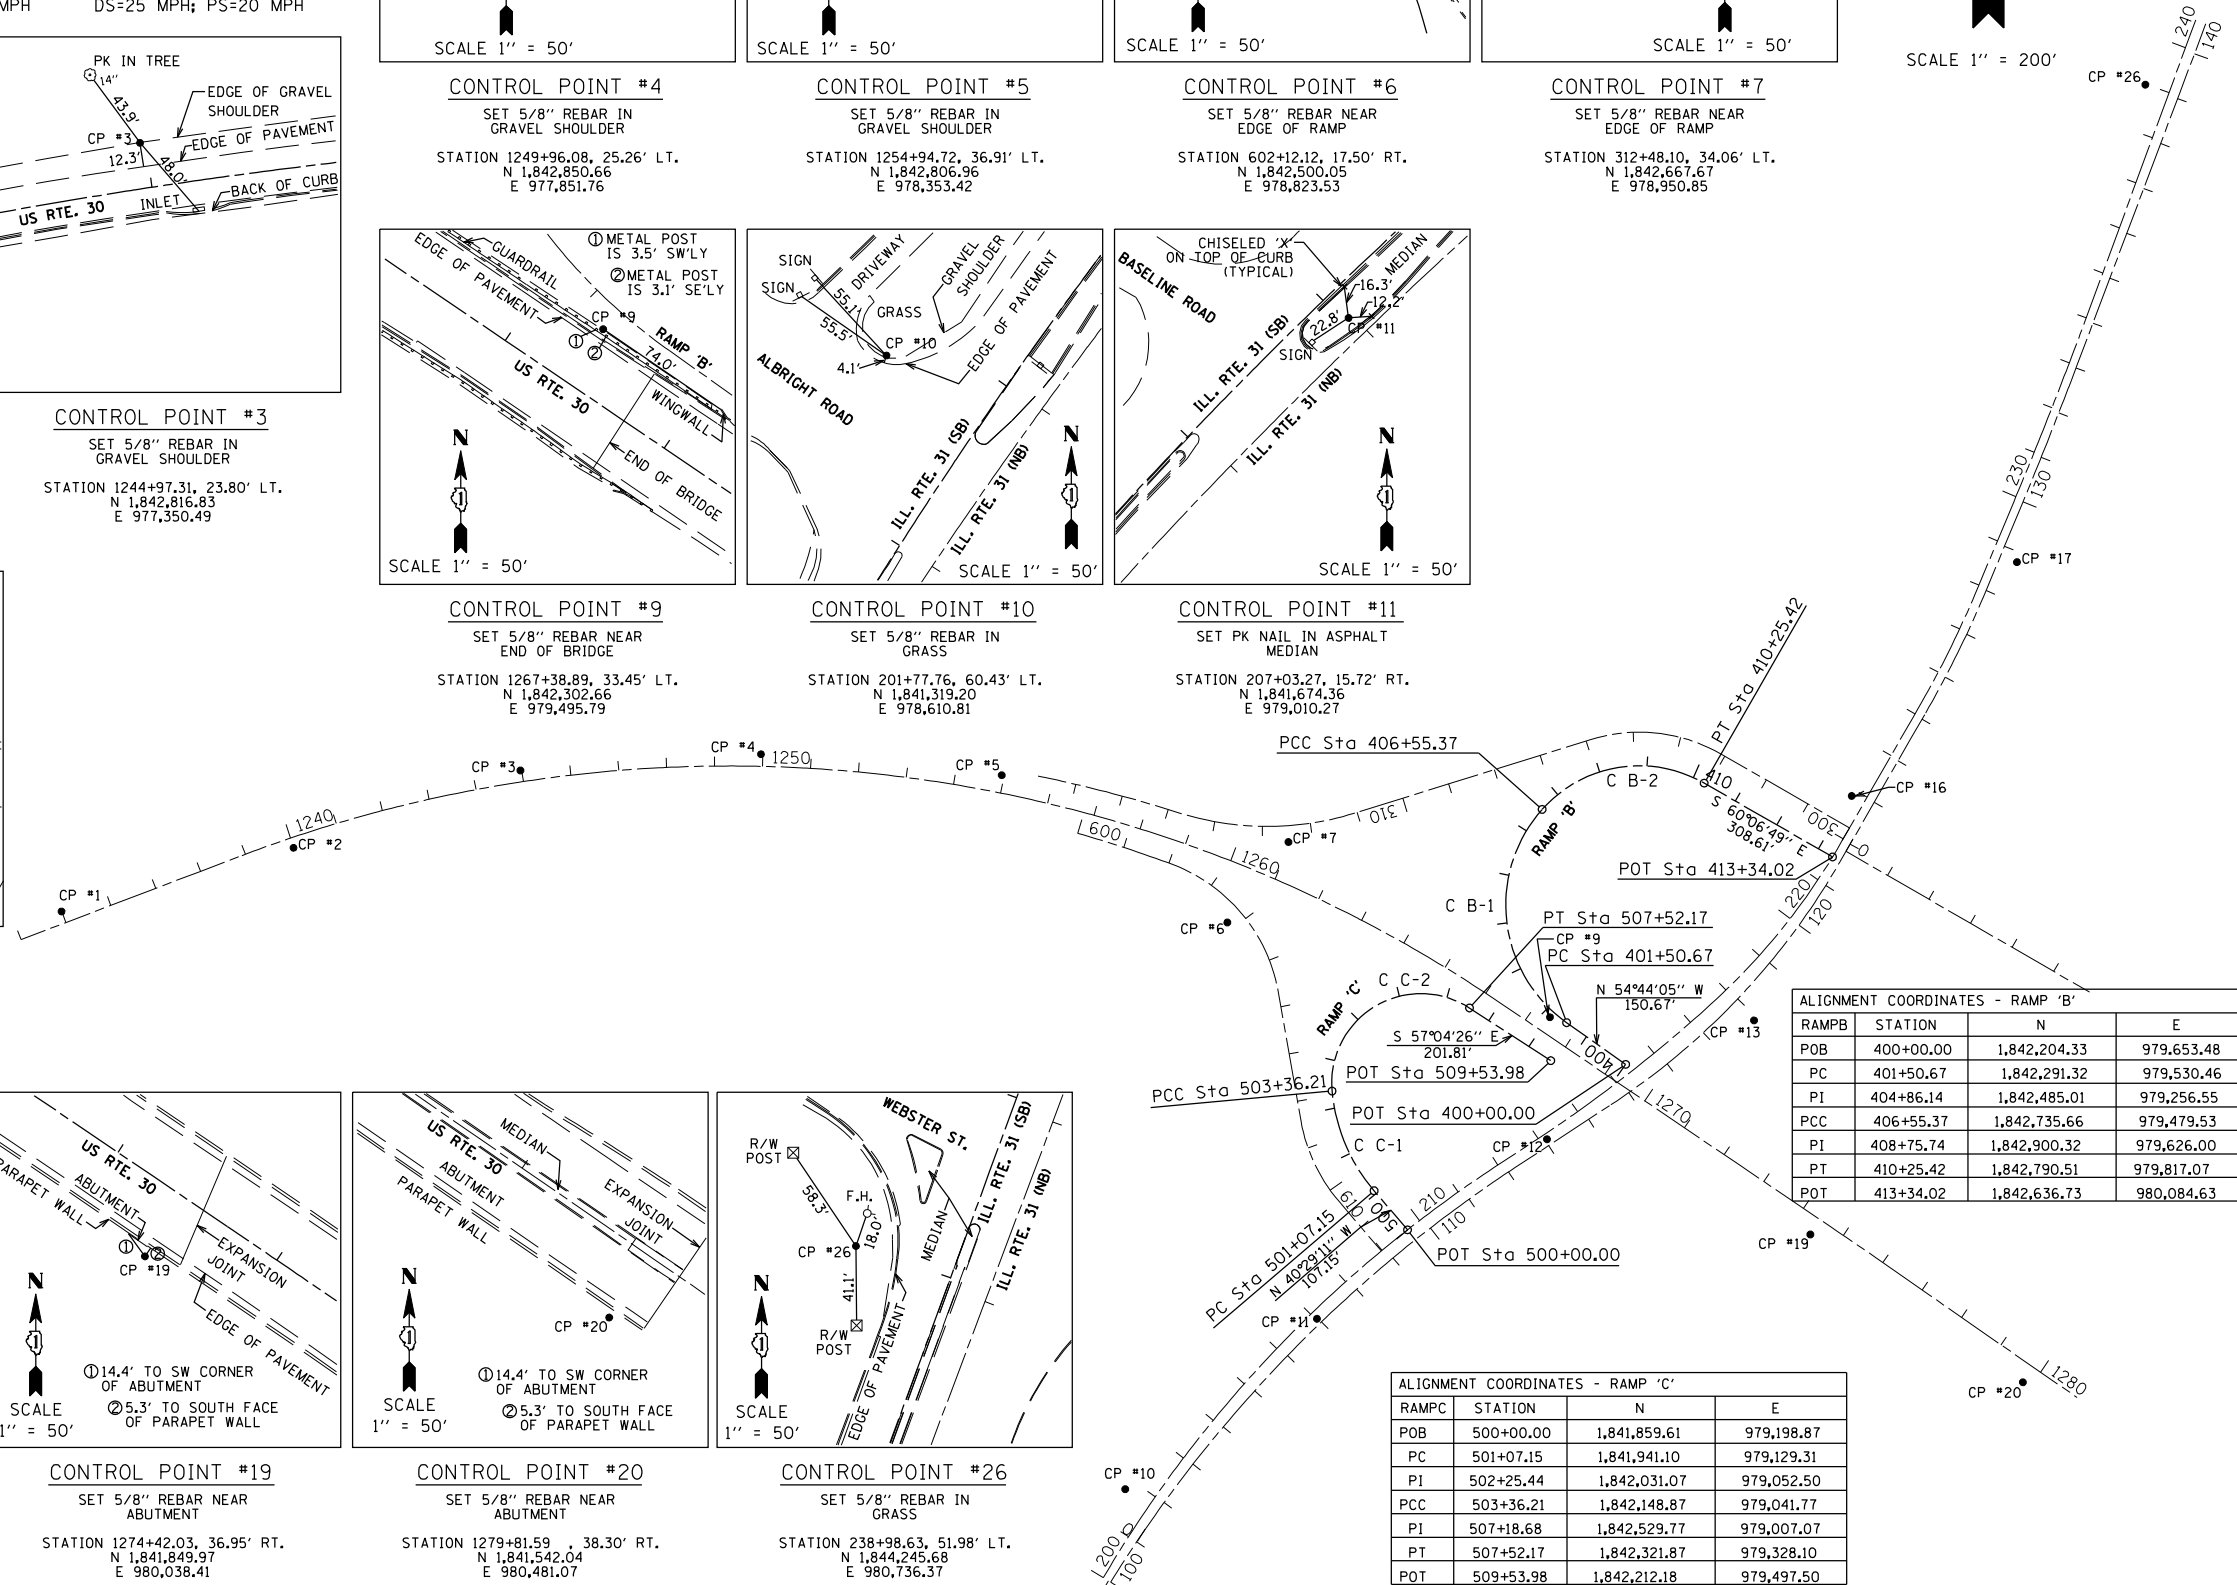 MPH DS=25 MPH; PS=20 MPH
SCALE 1'' = 50'
SCALE 1'' = 50'
SCALE 1'' = 50'
SCALE 1'' = 50'
SCALE 1'' = 200'
PK IN TREE
14''
43.9'
EDGE OF GRAVEL
SHOULDER
CP #3
EDGE OF PAVEMENT
12.3'
48.0'
BACK OF CURB
INLET
US RTE. 30
CONTROL POINT #3
SET 5/8'' REBAR IN
GRAVEL SHOULDER
STATION 1244+97.31, 23.80' LT.
N 1,842,816.83
E 977,350.49
CONTROL POINT #4
SET 5/8'' REBAR IN
GRAVEL SHOULDER
STATION 1249+96.08, 25.26' LT.
N 1,842,850.66
E 977,851.76
CONTROL POINT #5
SET 5/8'' REBAR IN
GRAVEL SHOULDER
STATION 1254+94.72, 36.91' LT.
N 1,842,806.96
E 978,353.42
CONTROL POINT #6
SET 5/8'' REBAR NEAR
EDGE OF RAMP
STATION 602+12.12, 17.50' RT.
N 1,842,500.05
E 978,823.53
CONTROL POINT #7
SET 5/8'' REBAR NEAR
EDGE OF RAMP
STATION 312+48.10, 34.06' LT.
N 1,842,667.67
E 978,950.85
GUARDRAIL
EDGE OF PAVEMENT
① METAL POST
IS 3.5' SW'LY
② METAL POST
IS 3.1' SE'LY
CP #9
①
②
RAMP 'B'
74.0'
US RTE. 30
WINGWALL
END OF BRIDGE
N
1
SCALE 1'' = 50'
CONTROL POINT #9
SET 5/8'' REBAR NEAR
END OF BRIDGE
STATION 1267+38.89, 33.45' LT.
N 1,842,302.66
E 979,495.79
SIGN
SIGN
DRIVEWAY
GRAVEL
SHOULDER
EDGE OF PAVEMENT
55.1'
55.5'
GRASS
CP #10
4.1'
ALBRIGHT ROAD
ILL. RTE. 31 (SB)
ILL. RTE. 31 (NB)
N
1
SCALE 1'' = 50'
CONTROL POINT #10
SET 5/8'' REBAR IN
GRASS
STATION 201+77.76, 60.43' LT.
N 1,841,319.20
E 978,610.81
CHISELED 'X'
ON TOP OF CURB
(TYPICAL)
MEDIAN
BASELINE ROAD
16.3'
12.2'
22.8'
CP #11
SIGN
ILL. RTE. 31 (SB)
ILL. RTE. 31 (NB)
N
1
SCALE 1'' = 50'
CONTROL POINT #11
SET PK NAIL IN ASPHALT
MEDIAN
STATION 207+03.27, 15.72' RT.
N 1,841,674.36
E 979,010.27
240
140
CP #26
230
130
CP #17
PT Sta 410+25.42
PCC Sta 406+55.37
C B-2
410
CP #16
S 60°06'49'' E
308.61'
300
0
RAMP 'B'
POT Sta 413+34.02
220
120
CP #1
CP #2
1240
CP #3
CP #4
1250
CP #5
600
CP #7
310
1260
CP #6
C B-1
PT Sta 507+52.17
CP #9
PC Sta 401+50.67
N 54°44'05'' W
150.67'
C C-2
RAMP 'C'
S 57°04'26'' E
201.81'
POT Sta 509+53.98
1400
CP #13
PCC Sta 503+36.21
POT Sta 400+00.00
1270
CP #12
C C-1
610
500
210
110
PC Sta 501+07.15
N 40°29'11'' W
107.15'
POT Sta 500+00.00
CP #11
CP #19
CP #20
1280
CP #10
200
100
ALIGNMENT COORDINATES - RAMP 'B'
RAMPB STATION N E
POB 400+00.00 1,842,204.33 979,653.48
PC 401+50.67 1,842,291.32 979,530.46
PI 404+86.14 1,842,485.01 979,256.55
PCC 406+55.37 1,842,735.66 979,479.53
PI 408+75.74 1,842,900.32 979,626.00
PT 410+25.42 1,842,790.51 979,817.07
POT 413+34.02 1,842,636.73 980,084.63
US RTE. 30
PARAPET WALL
ABUTMENT
① ②
CP #19
EXPANSION
JOINT
EDGE OF PAVEMENT
N
1
① 14.4' TO SW CORNER
OF ABUTMENT
② 5.3' TO SOUTH FACE
OF PARAPET WALL
SCALE
1'' = 50'
CONTROL POINT #19
SET 5/8'' REBAR NEAR
ABUTMENT
STATION 1274+42.03, 36.95' RT.
N 1,841,849.97
E 980,038.41
MEDIAN
US RTE. 30
ABUTMENT
PARAPET WALL
EXPANSION
JOINT
CP #20
N
1
① 14.4' TO SW CORNER
OF ABUTMENT
② 5.3' TO SOUTH FACE
OF PARAPET WALL
SCALE
1'' = 50'
CONTROL POINT #20
SET 5/8'' REBAR NEAR
ABUTMENT
STATION 1279+81.59 , 38.30' RT.
N 1,841,542.04
E 980,481.07
WEBSTER ST.
R/W
POST
58.3'
F.H.
18.0'
CP #26
41.1'
MEDIAN
ILL. RTE. 31 (SB)
ILL. RTE. 31 (NB)
R/W
POST
EDGE OF PAVEMENT
N
1
SCALE
1'' = 50'
CONTROL POINT #26
SET 5/8'' REBAR IN
GRASS
STATION 238+98.63, 51.98' LT.
N 1,844,245.68
E 980,736.37
ALIGNMENT COORDINATES - RAMP 'C'
RAMPC STATION N E
POB 500+00.00 1,841,859.61 979,198.87
PC 501+07.15 1,841,941.10 979,129.31
PI 502+25.44 1,842,031.07 979,052.50
PCC 503+36.21 1,842,148.87 979,041.77
PI 507+18.68 1,842,529.77 979,007.07
PT 507+52.17 1,842,321.87 979,328.10
POT 509+53.98 1,842,212.18 979,497.50